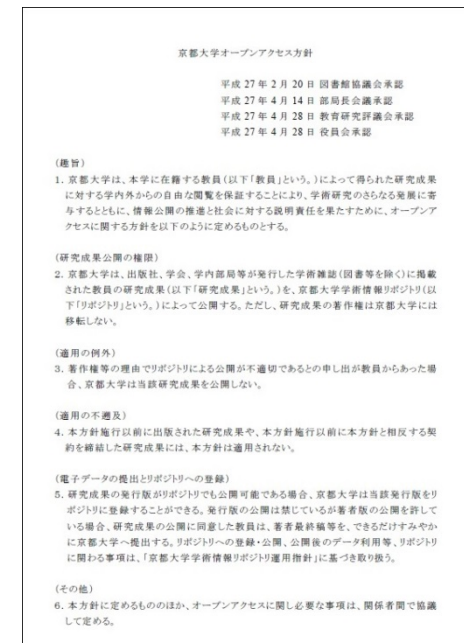 京都大学オープンアクセス方針
平成 27 年 2 月 20 日 図書館協議会承認
平成 27 年 4 月 14 日 部局長会議承認
平成 27 年 4 月 28 日 教育研究評議会承認
平成 27 年 4 月 28 日 役員会承認
(趣旨)
1. 京都大学は、本学に在籍する教員(以下「教員」という。)によって得られた研究成果
に対する学内外からの自由な閲覧を保証することにより、学術研究のさらなる発展に寄
与するとともに、情報公開の推進と社会に対する説明責任を果たすために、オープンア
クセスに関する方針を以下のように定めるものとする。
(研究成果公開の権限)
2. 京都大学は、出版社、学会、学内部局等が発行した学術雑誌(図書等を除く)に掲載
された教員の研究成果(以下「研究成果」という。)を、京都大学学術情報リポジトリ(以
下「リポジトリ」という。)によって公開する。ただし、研究成果の著作権は京都大学には
移転しない。
(適用の例外)
3. 著作権等の理由でリポジトリによる公開が不適切であるとの申し出が教員からあった場
合、京都大学は当該研究成果を公開しない。
(適用の不遡及)
4. 本方針施行以前に出版された研究成果や、本方針施行以前に本方針と相反する契
約を締結した研究成果には、本方針は適用されない。
(電子データの提出とリポジトリへの登録)
5. 研究成果の発行版がリポジトリでも公開可能である場合、京都大学は当該発行版をリ
ポジトリに登録することができる。発行版の公開は禁じているが著者版の公開を許して
いる場合、研究成果の公開に同意した教員は、著者最終稿等を、できるだけすみやか
に京都大学へ提出する。リポジトリへの登録・公開、公開後のデータ利用等、リポジトリ
に関わる事項は、「京都大学学術情報リポジトリ運用指針」に基づき取り扱う。
(その他)
6. 本方針に定めるもののほか、オープンアクセスに関し必要な事項は、関係者間で協議
して定める。